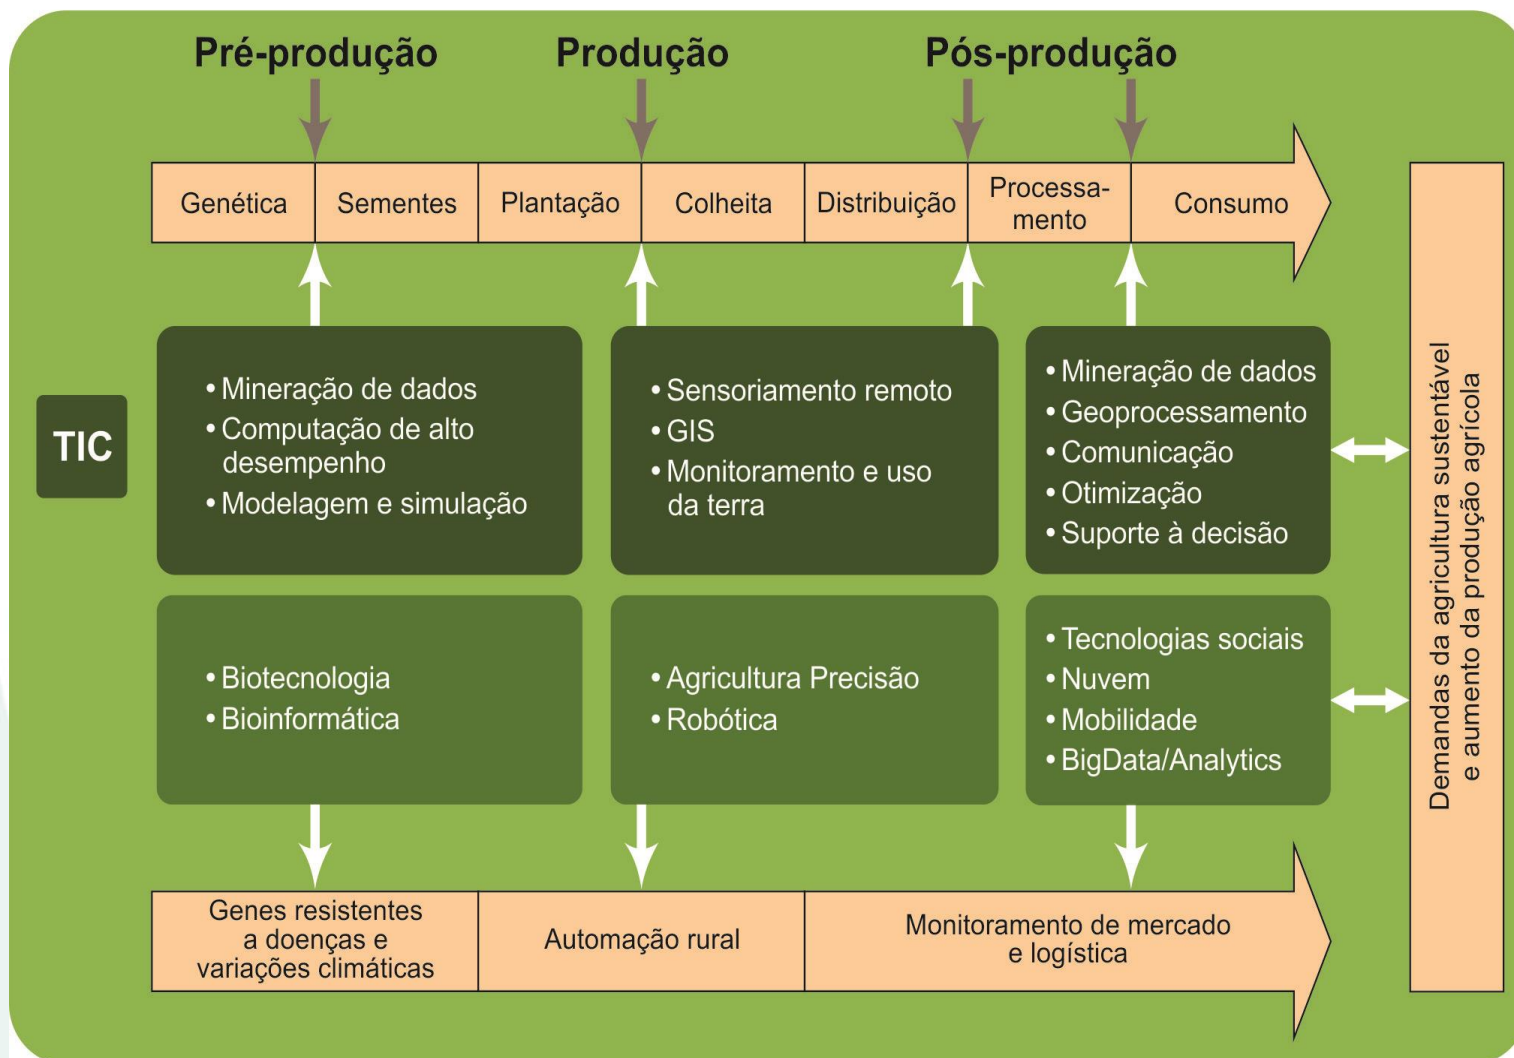 Pré-produção
Produção
Pós-produção
Genética
Sementes
Plantação
Colheita
Distribuição
Processa-
mento
Consumo
TIC
• Mineração de dados
• Computação de alto
desempenho
• Modelagem e simulação
• Sensoriamento remoto
• GIS
• Monitoramento e uso
da terra
• Mineração de dados
• Geoprocessamento
• Comunicação
• Otimização
• Suporte à decisão
• Biotecnologia
• Bioinformática
• Agricultura Precisão
• Robótica
• Tecnologias sociais
• Nuvem
• Mobilidade
• BigData/Analytics
Genes resistentes
a doenças e
variações climáticas
Automação rural
Monitoramento de mercado
e logística
Demandas da agricultura sustentável
e aumento da produção agrícola